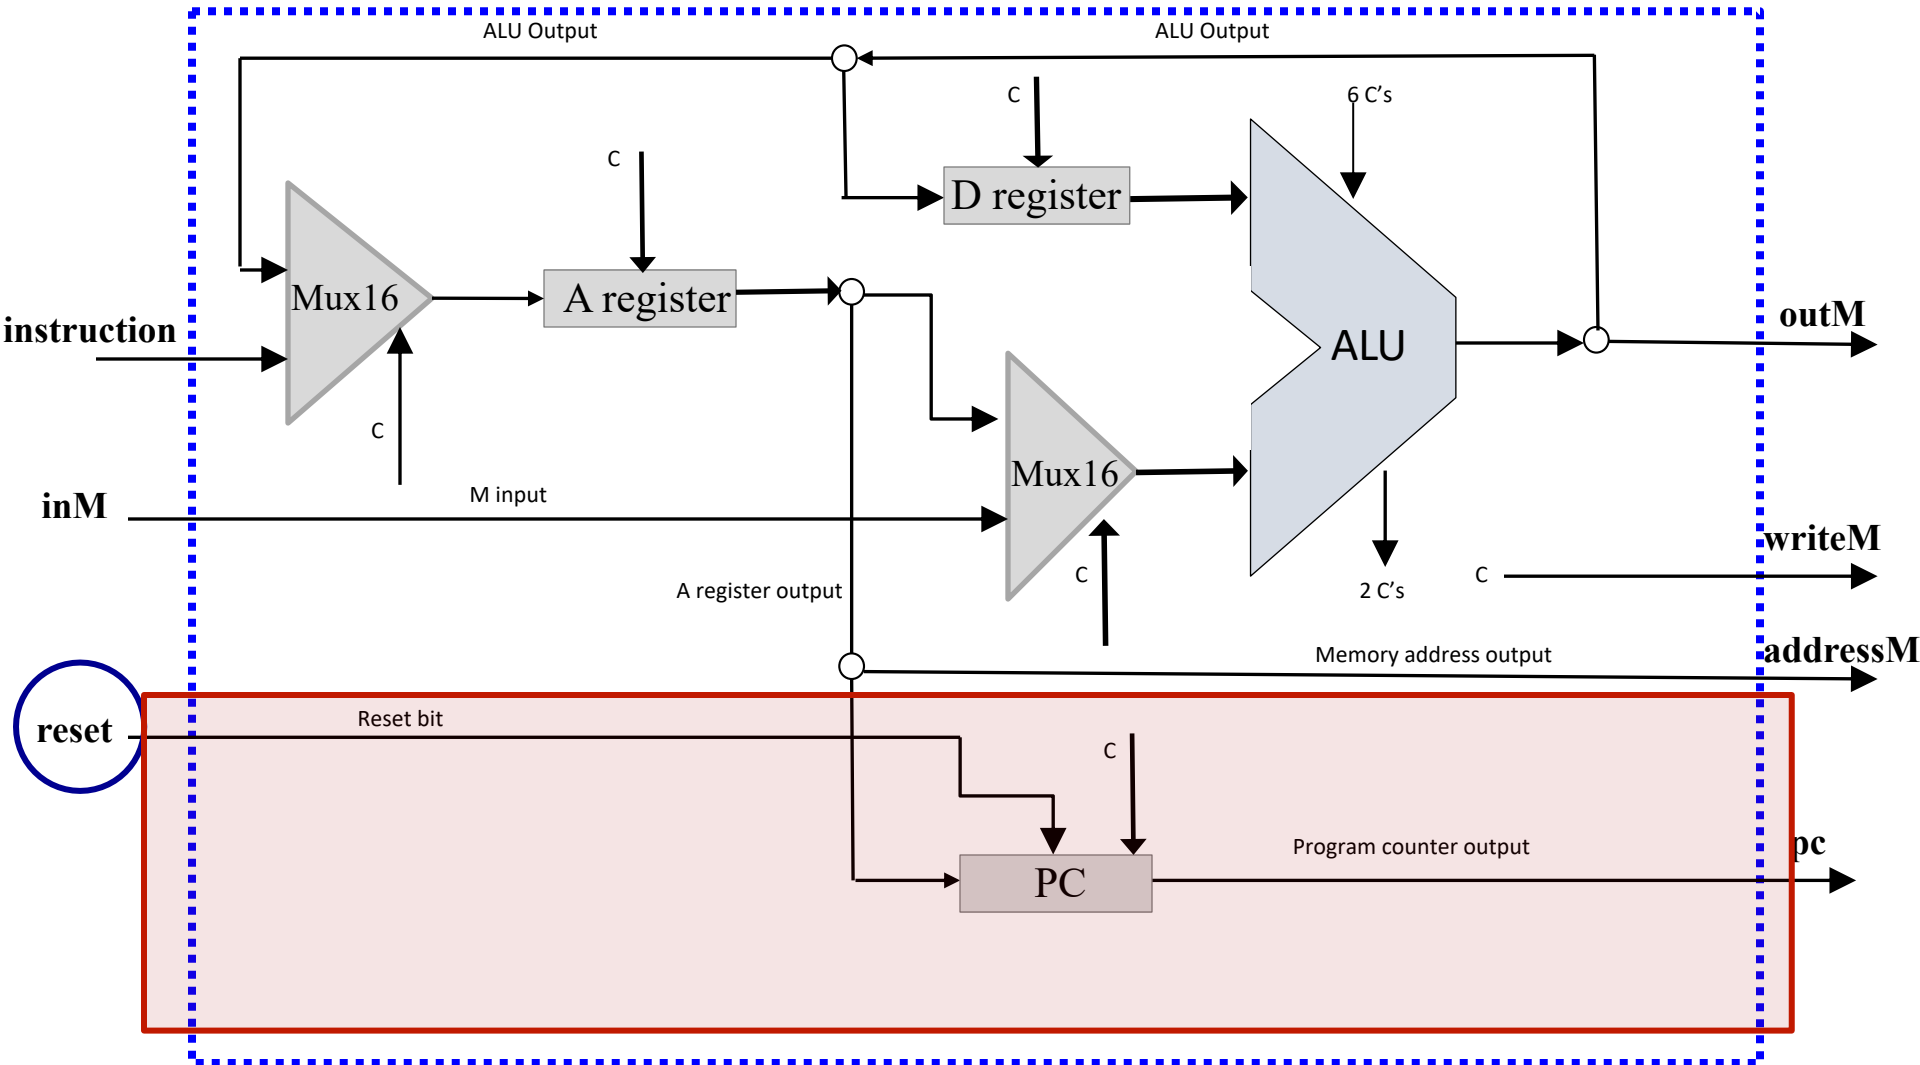 ALU Output
ALU Output
C
6 C's
C
D register
Mux16
A register
instruction
ALU
outM
C
Mux16
M input
inM
writeM
C
C
A register output
2 C's
Memory address output
addressM
reset
Reset bit
C
Program counter output
pc
PC